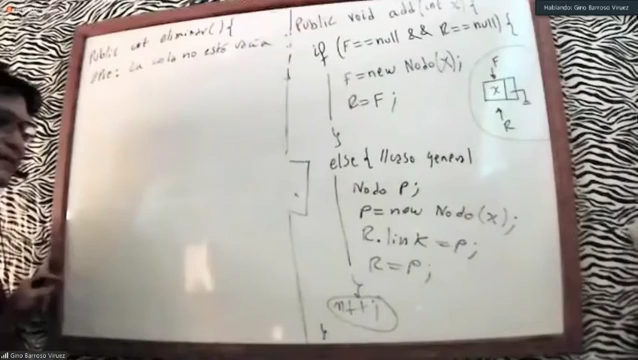 Hablando: Gino Barroso Viruez
Public int eliminar() {
//Pre: La cola no está vacía
Public void add(int x) {
if (F==null && R==null) {
F=new Nodo(x);
R=F;
}
else { //caso general
Nodo p;
p=new Nodo(x);
R.link=p;
R=p;
}
n++;
}
F
x
R
Gino Barroso Viruez